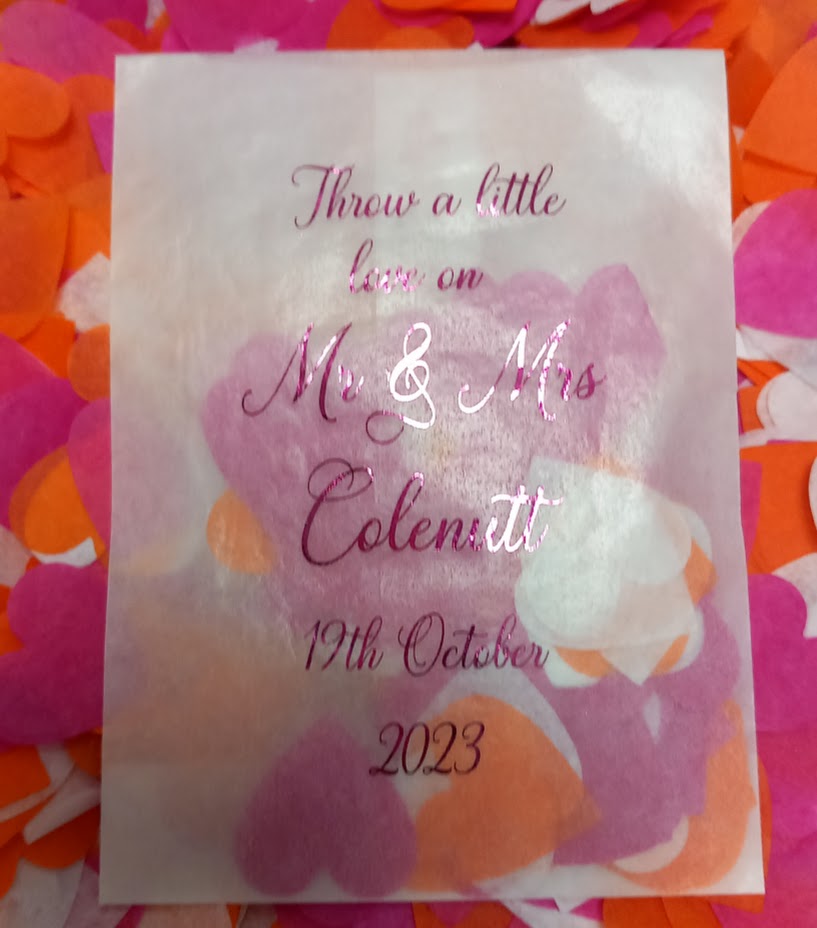 Throw a little
love on
Mr & Mrs
Colenutt
19th October
2023